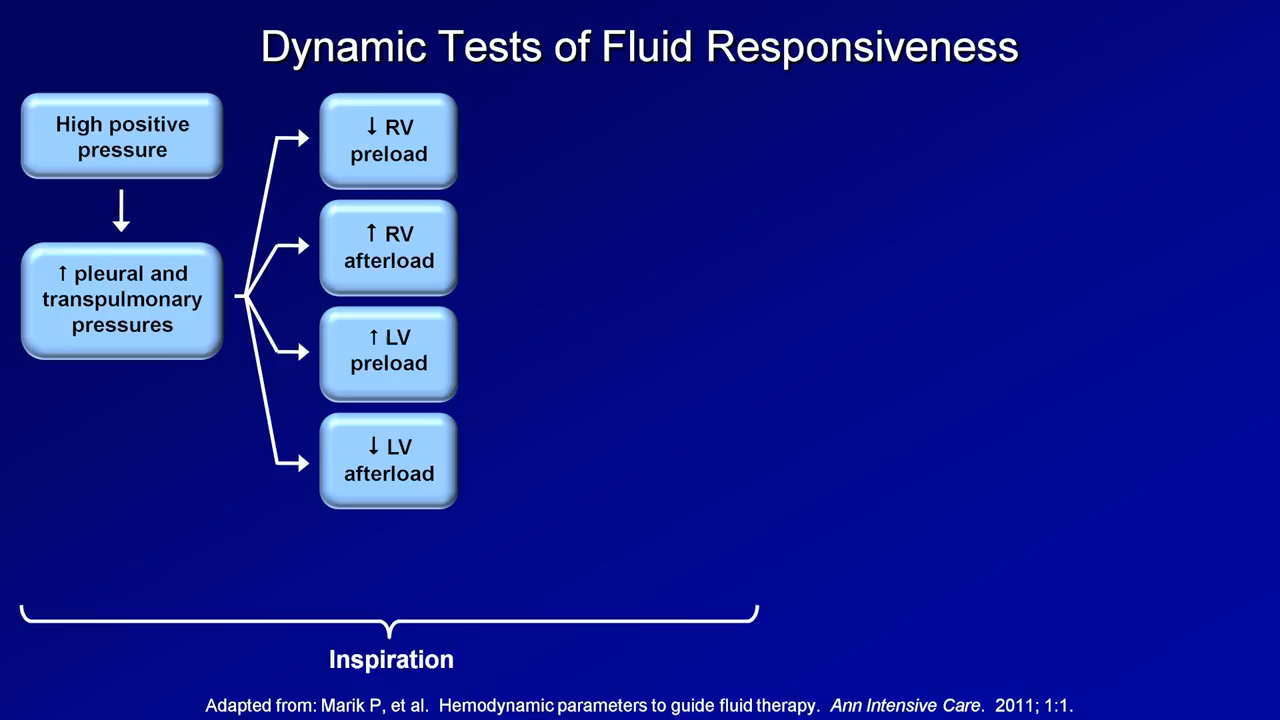 Dynamic Tests of Fluid Responsiveness
High positive
pressure
↑ pleural and
transpulmonary
pressures
↓ RV
preload
↑ RV
afterload
↑ LV
preload
↓ LV
afterload
Inspiration
Adapted from: Marik P, et al. Hemodynamic parameters to guide fluid therapy. Ann Intensive Care. 2011; 1:1.